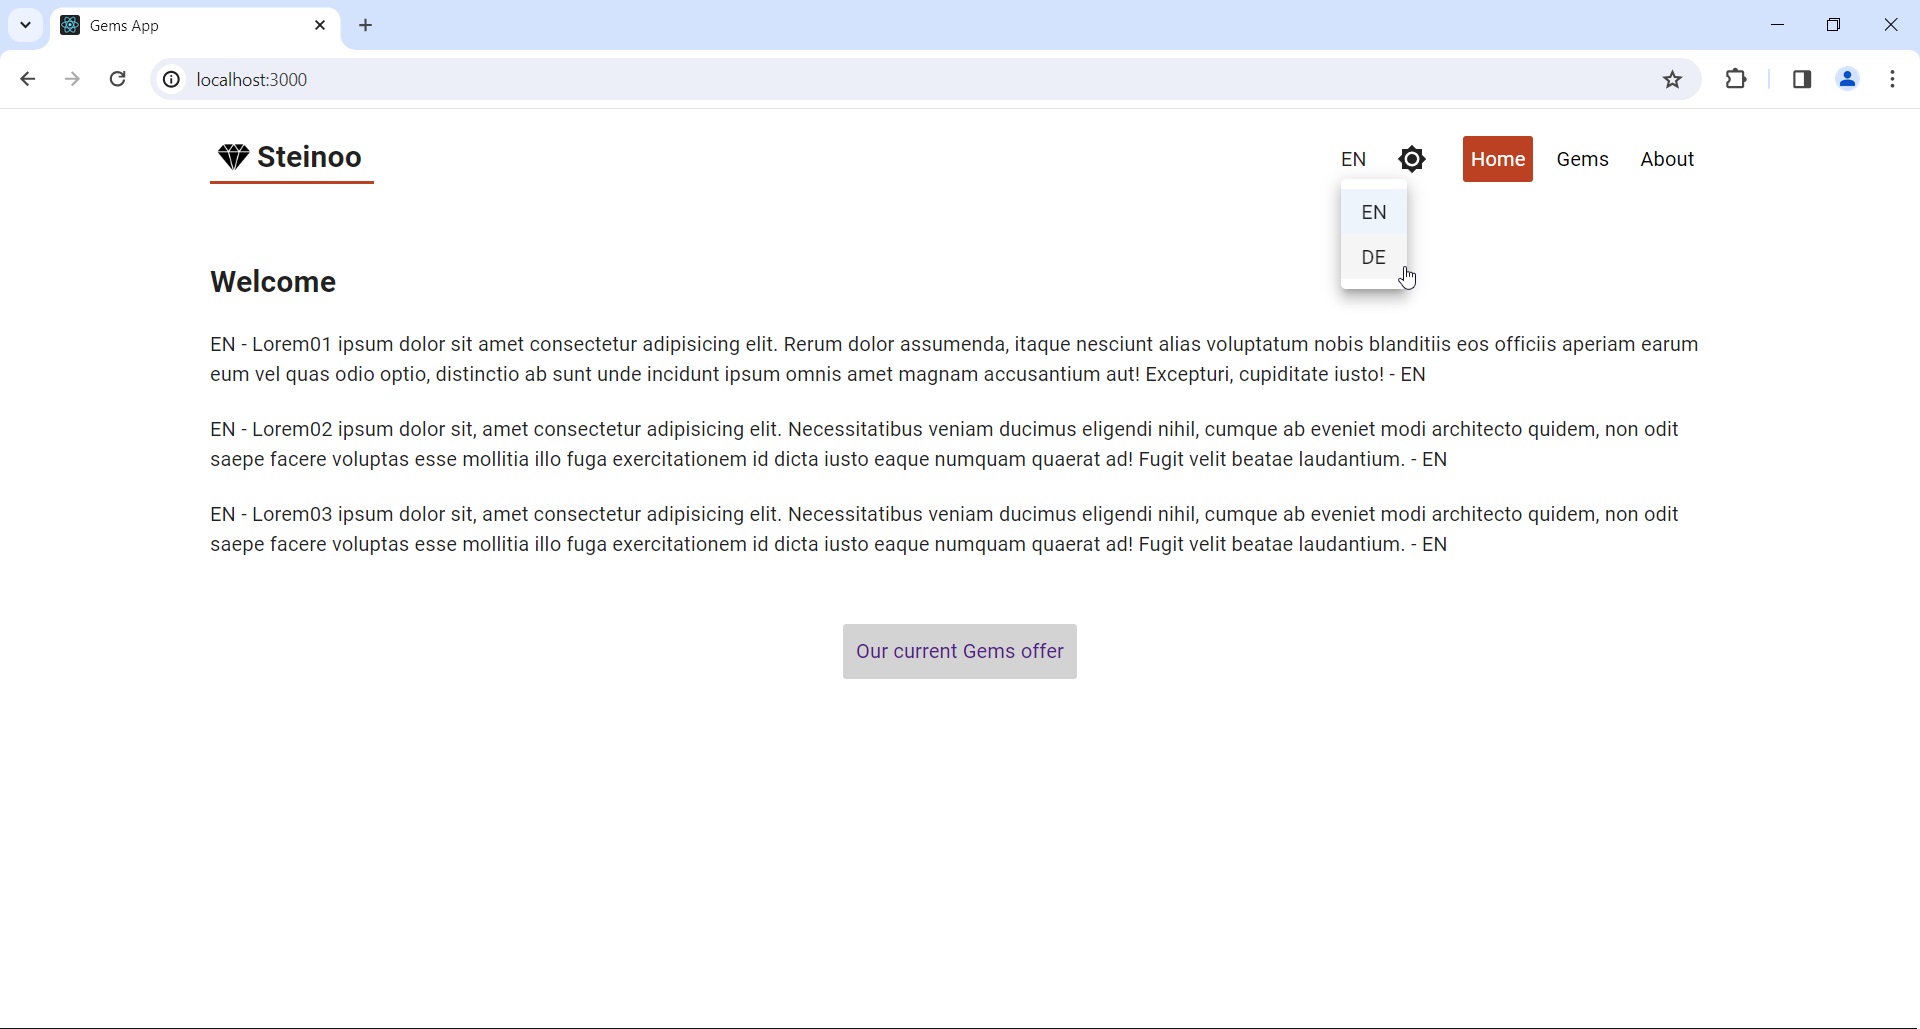 Gems App
localhost:3000
Steinoo
EN
Home
Gems
About
EN
DE
Welcome
EN - Lorem01 ipsum dolor sit amet consectetur adipisicing elit. Rerum dolor assumenda, itaque nesciunt alias voluptatum nobis blanditiis eos officiis aperiam earum
eum vel quas odio optio, distinctio ab sunt unde incidunt ipsum omnis amet magnam accusantium aut! Excepturi, cupiditate iusto! - EN
EN - Lorem02 ipsum dolor sit, amet consectetur adipisicing elit. Necessitatibus veniam ducimus eligendi nihil, cumque ab eveniet modi architecto quidem, non odit
saepe facere voluptas esse mollitia illo fuga exercitationem id dicta iusto eaque numquam quaerat ad! Fugit velit beatae laudantium. - EN
EN - Lorem03 ipsum dolor sit, amet consectetur adipisicing elit. Necessitatibus veniam ducimus eligendi nihil, cumque ab eveniet modi architecto quidem, non odit
saepe facere voluptas esse mollitia illo fuga exercitationem id dicta iusto eaque numquam quaerat ad! Fugit velit beatae laudantium. - EN
Our current Gems offer